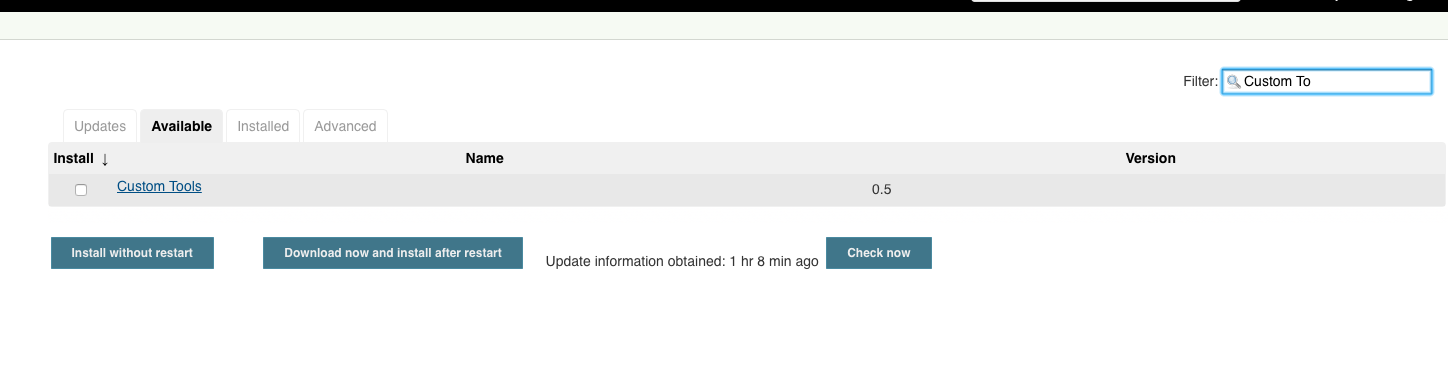 Filter: Custom To
Updates Available Installed Advanced
Install ↓ Name Version
Custom Tools 0.5
Install without restart Download now and install after restart Update information obtained: 1 hr 8 min ago Check now